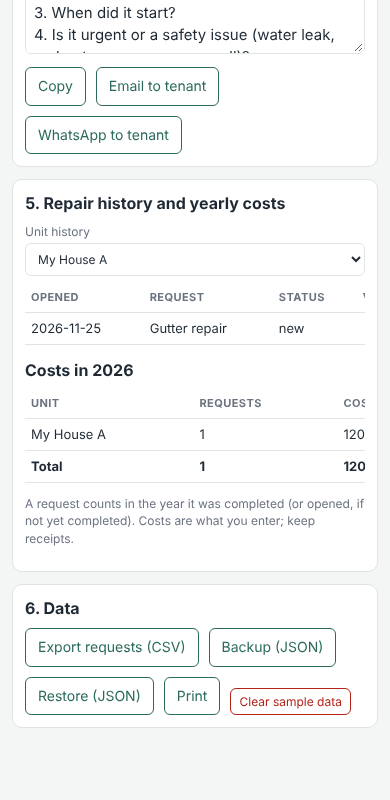 3. When did it start?
4. Is it urgent or a safety issue (water leak,
Copy
Email to tenant
WhatsApp to tenant
5. Repair history and yearly costs
Unit history
My House A
OPENED REQUEST STATUS
2026-11-25 Gutter repair new
Costs in 2026
UNIT REQUESTS COS
My House A 1 120
Total 1 120
A request counts in the year it was completed (or opened, if
not yet completed). Costs are what you enter; keep
receipts.
6. Data
Export requests (CSV)
Backup (JSON)
Restore (JSON)
Print
Clear sample data